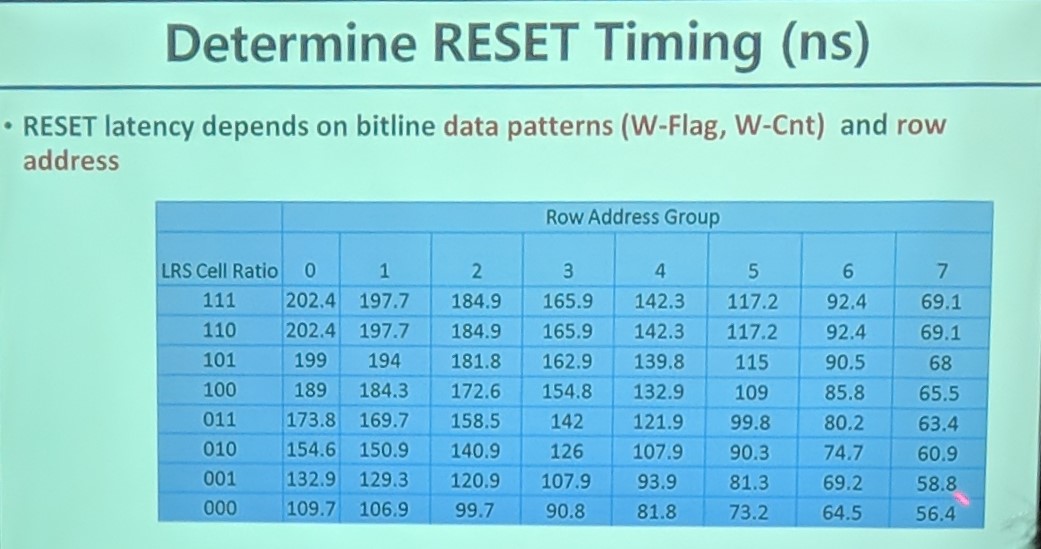 Determine RESET Timing (ns)
• RESET latency depends on bitline data patterns (W-Flag, W-Cnt) and row
address
Row Address Group
LRS Cell Ratio 0 1 2 3 4 5 6 7
111 202.4 197.7 184.9 165.9 142.3 117.2 92.4 69.1
110 202.4 197.7 184.9 165.9 142.3 117.2 92.4 69.1
101 199 194 181.8 162.9 139.8 115 90.5 68
100 189 184.3 172.6 154.8 132.9 109 85.8 65.5
011 173.8 169.7 158.5 142 121.9 99.8 80.2 63.4
010 154.6 150.9 140.9 126 107.9 90.3 74.7 60.9
001 132.9 129.3 120.9 107.9 93.9 81.3 69.2 58.8
000 109.7 106.9 99.7 90.8 81.8 73.2 64.5 56.4